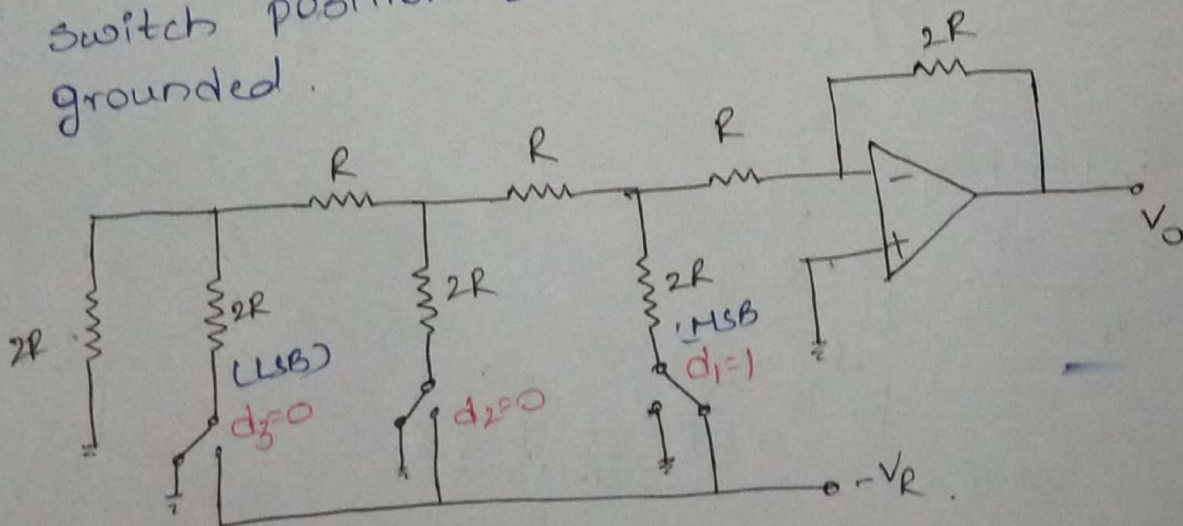 switch
grounded.
2R
R
R
R
-
+
Vo
2R
2R
(LSB)
d3=0
2R
d2=0
2R
MSB
d1=1
-VR.